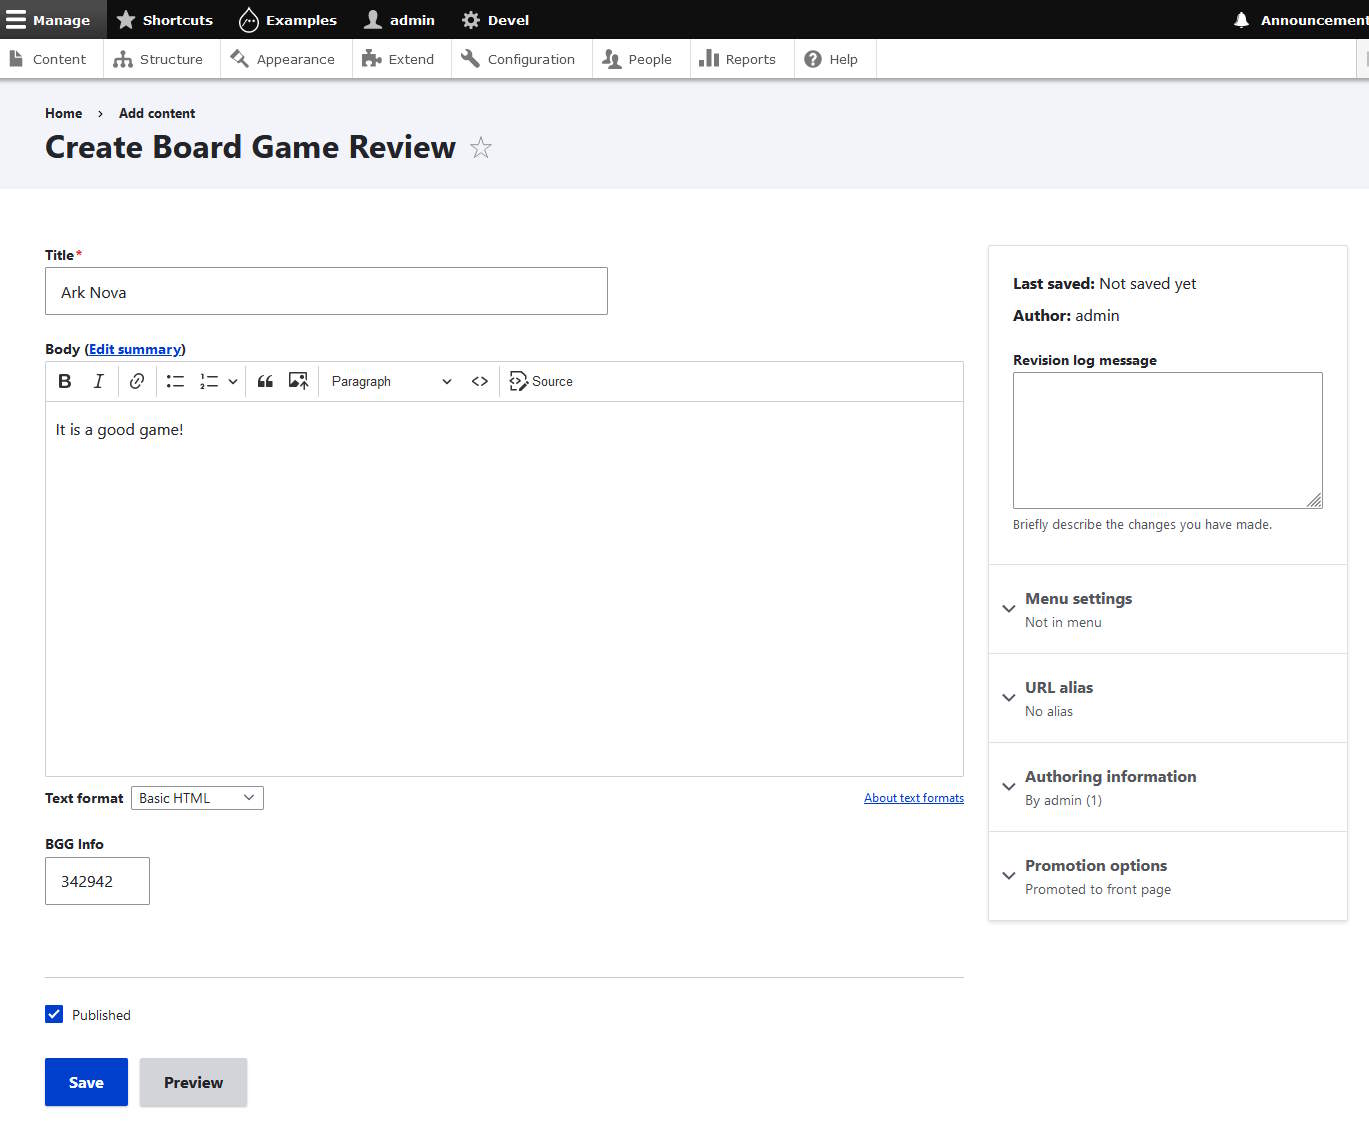 Manage Shortcuts Examples admin Devel Announcement
Content Structure Appearance Extend Configuration People Reports Help
Home › Add content
Create Board Game Review
Title*
Ark Nova
Body (Edit summary)
B I Paragraph Source
It is a good game!
Text format Basic HTML About text formats
BGG Info
342942
Published
Save Preview
Last saved: Not saved yet
Author: admin
Revision log message
Briefly describe the changes you have made.
Menu settings
Not in menu
URL alias
No alias
Authoring information
By admin (1)
Promotion options
Promoted to front page